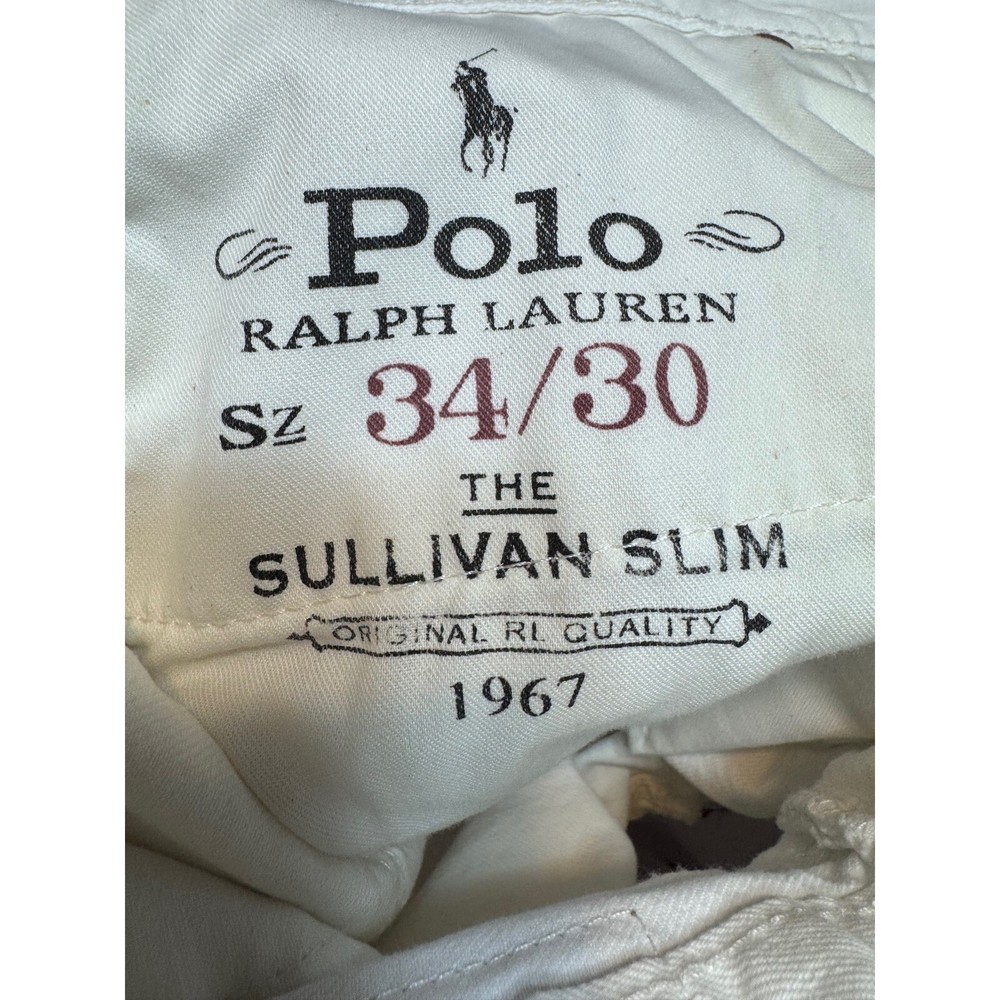 Polo
RALPH LAUREN
Sz 34/30
THE
SULLIVAN SLIM
ORIGINAL RL QUALITY
1967